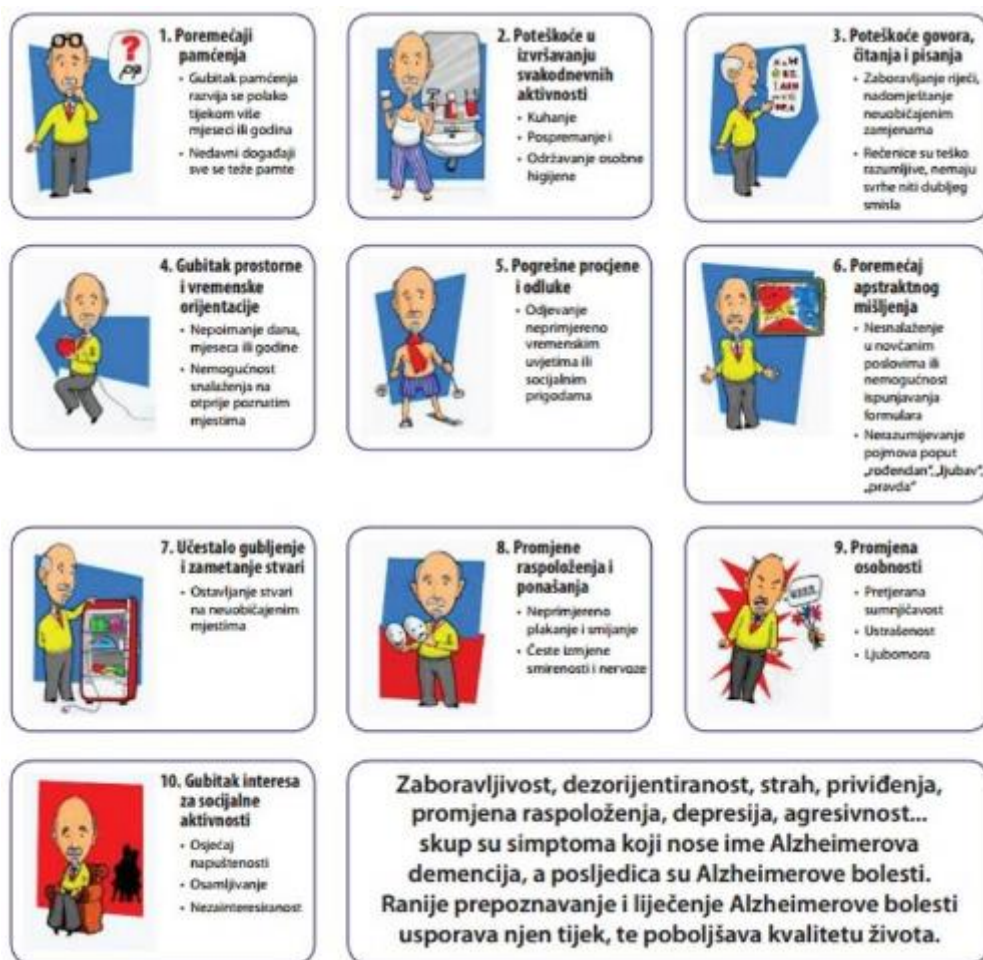 1. Poremećaji
pamćenja
• Gubitak pamćenja
razvija se polako
tijekom više
mjeseci ili godina
• Nedavni događaji
sve se teže pamte
2. Poteškoće u
izvršavanju
svakodnevnih
aktivnosti
• Kuhanje
• Pospremanje i
• Održavanje osobne
higijene
3. Poteškoće govora,
čitanja i pisanja
• Zaboravljanje riječi,
nadomještanje
neuobičajenim
zamjenama
• Rečenice su teško
razumljive, nemaju
svrhe niti dubljeg
smisla
4. Gubitak prostorne
i vremenske
orijentacije
• Nepoimanje dana,
mjeseca ili godine
• Nemogućnost
snalaženja na
otprije poznatim
mjestima
5. Pogrešne procjene
i odluke
• Odjevanje
neprimjereno
vremenskim
uvjetima ili
socijalnim
prigodama
6. Poremećaj
apstraktnog
mišljenja
• Nesnalaženje
u novčanim
poslovima ili
nemogućnost
ispunjavanja
formulara
• Nerazumijevanje
pojmova poput
„rođendan“, „ljubav“,
„pravda“
7. Učestalo gubljenje
i zametanje stvari
• Ostavljanje stvari
na neuobičajenim
mjestima
8. Promjene
raspoloženja i
ponašanja
• Neprimjereno
plakanje i smijanje
• Česte izmjene
smirenosti i nervoze
9. Promjena
osobnosti
• Pretjerana
sumnjičavost
• Ustrašenost
• Ljubomora
10. Gubitak interesa
za socijalne
aktivnosti
• Osjećaj
napuštenosti
• Osamljivanje
• Nezainteresiranost
Zaboravljivost, dezorijentiranost, strah, priviđenja,
promjena raspoloženja, depresija, agresivnost...
skup su simptoma koji nose ime Alzheimerova
demencija, a posljedica su Alzheimerove bolesti.
Ranije prepoznavanje i liječenje Alzheimerove bolesti
usporava njen tijek, te poboljšava kvalitetu života.